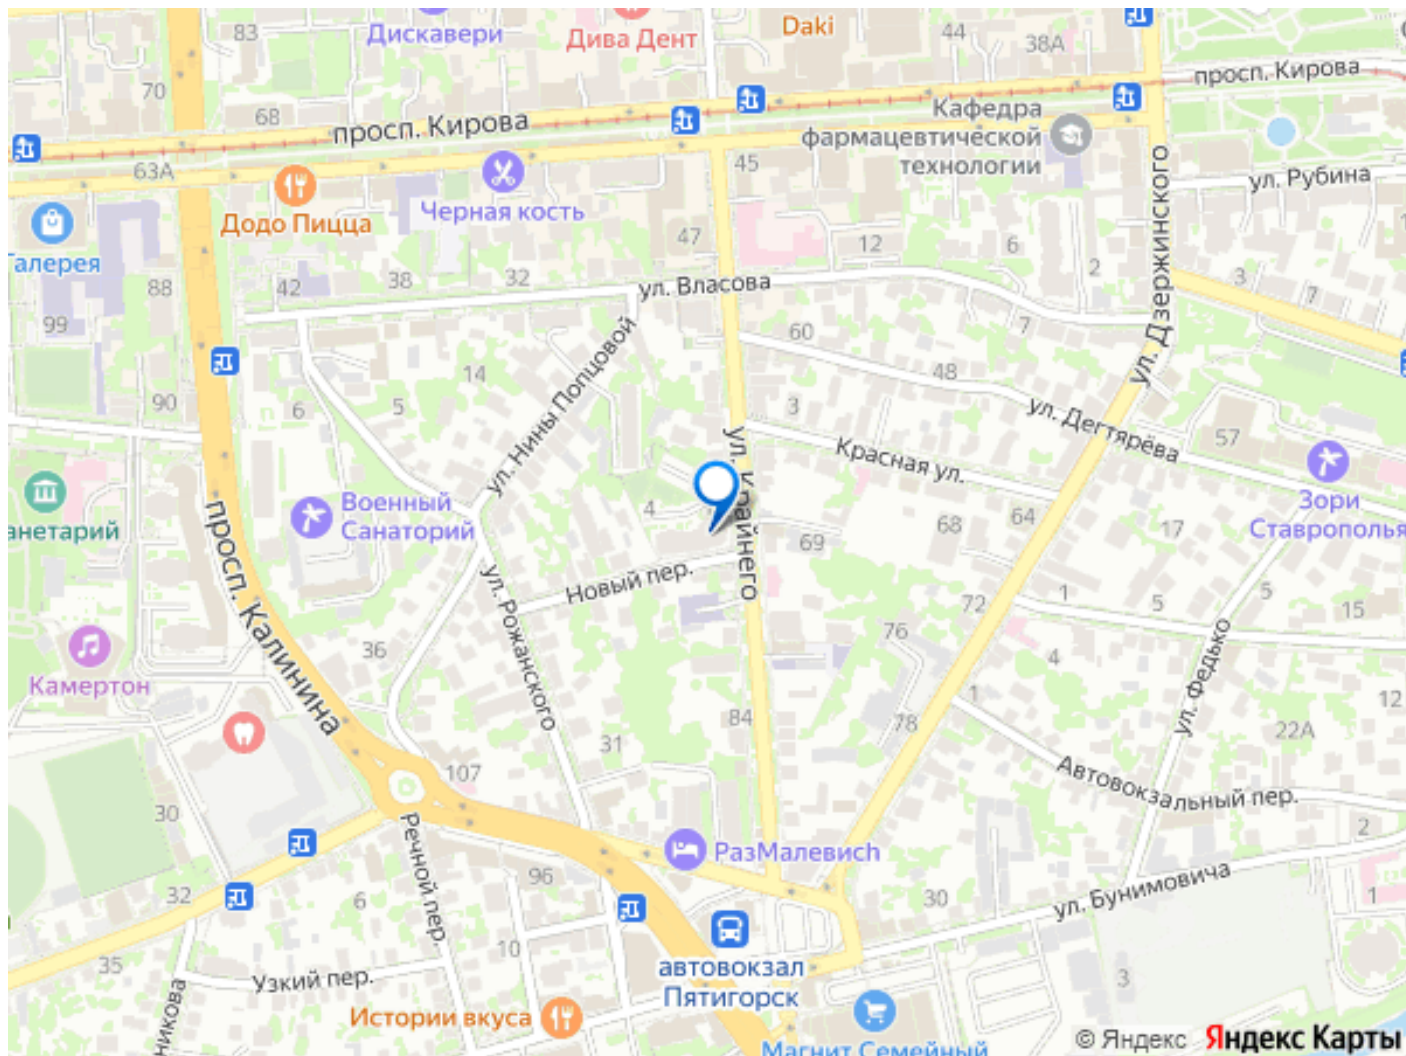 83
Дискавери
Дива Дент
Daki
44
38А
просп. Кирова
70
68
просп. Кирова
Кафедра
фармацевтической
технологии
63А
45
ул. Рубина
Додо Пицца
Черная кость
ул. Дзержинского
47
12
6
2
Галерея
88
42
38
32
ул. Власова
3
7
99
60
7
14
48
90
6
5
ул. Нины Попцовой
3
ул. Дегтярёва
57
ул. Крайнего
Красная ул.
Военный
Санаторий
4
69
68
64
17
Зори
Ставрополья
анетарий
просп. Калинина
Новый пер.
ул. Рожанского
72
1
5
5
15
36
76
4
ул. Федько
Камертон
84
78
1
12
31
22А
107
Автовокзальный пер.
30
Речной пер.
РазМалевич
2
32
6
96
30
ул. Бунимовича
1
10
35
Узкий пер.
автовокзал
Пятигорск
3
никова
Истории вкуса
Магнит Семейный
© Яндекс Яндекс Карты